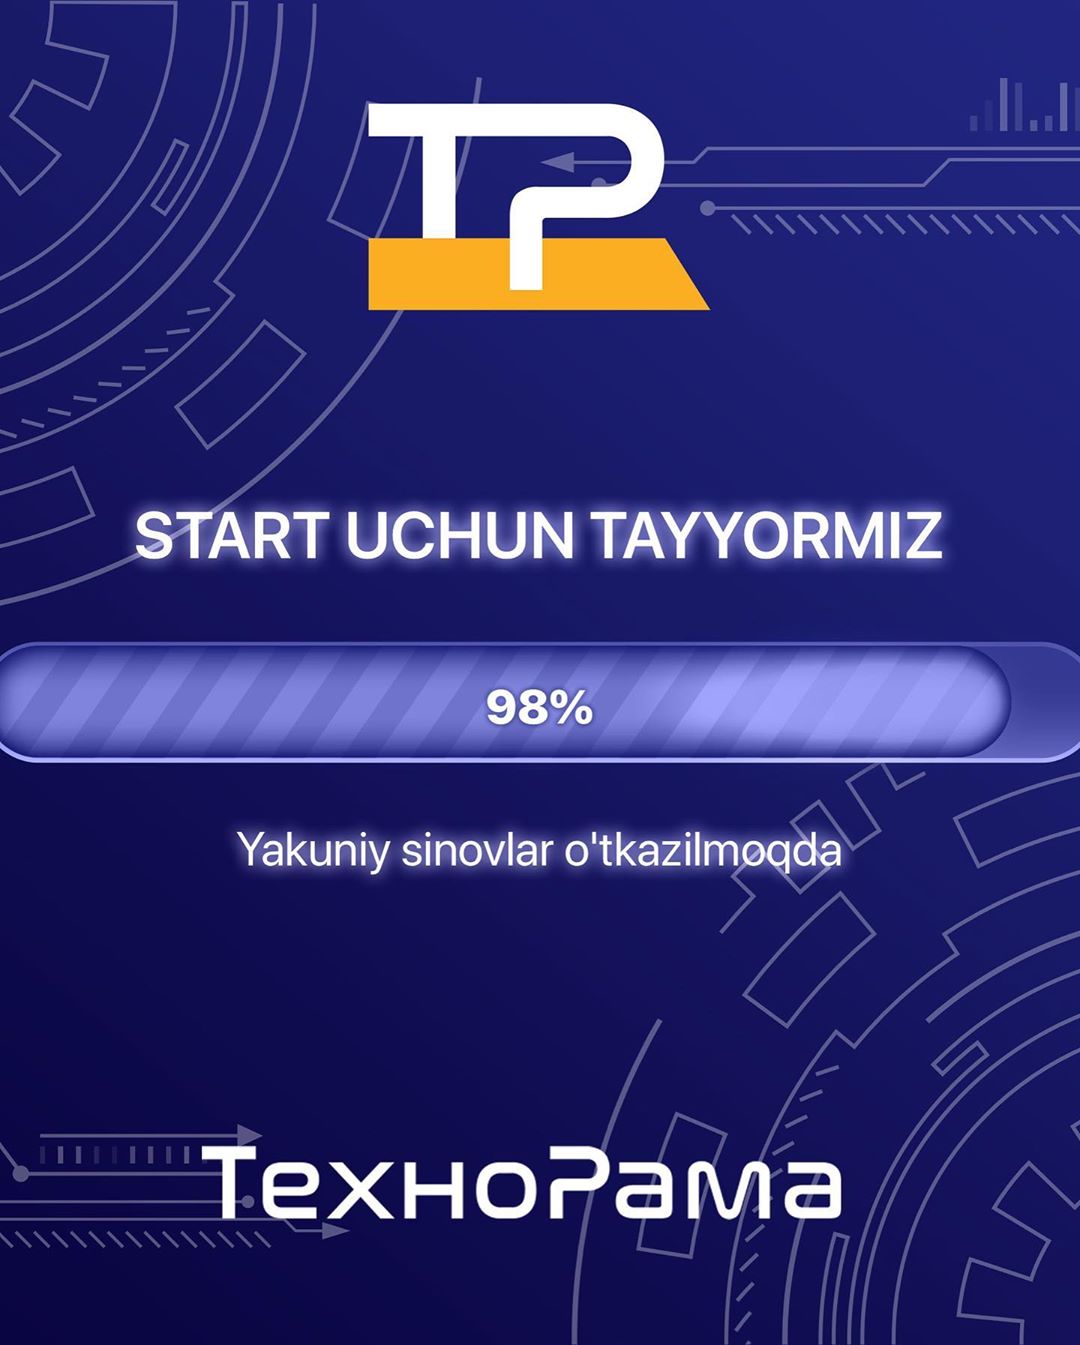 TP
START UCHUN TAYYORMIZ
98%
Yakuniy sinovlar o'tkazilmoqda
ТехноРама